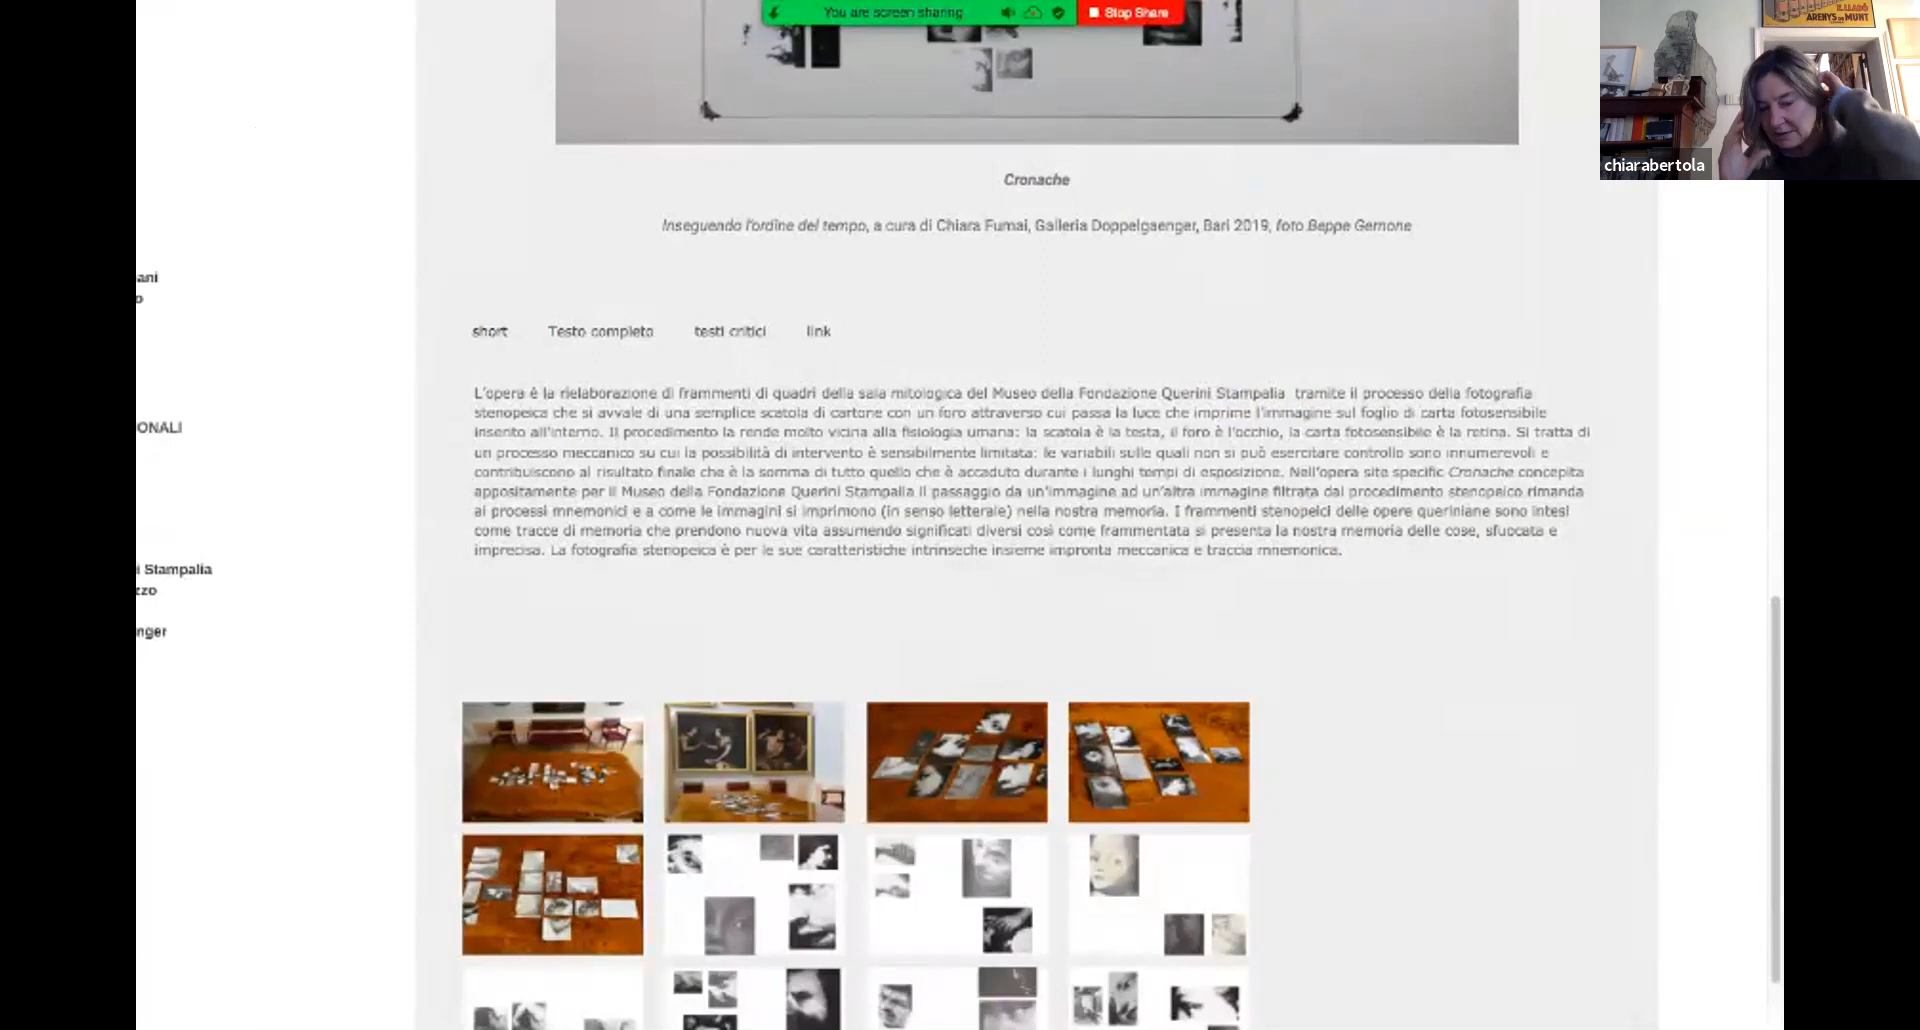 You are screen sharing
Stop Share
E. LLADÓ
ARENYS DE MUNT
chiarabertola
Cronache
Inseguendo l'ordine del tempo, a cura di Chiara Fumai, Galleria Doppelgaenger, Bari 2019, foto Beppe Gernone
ani
o
ONALI
i Stampalia
zzo
nger
short Testo completo testi critici link
L'opera è la rielaborazione di frammenti di quadri della sala mitologica del Museo della Fondazione Querini Stampalia tramite il processo della fotografia
stenopeica che si avvale di una semplice scatola di cartone con un foro attraverso cui passa la luce che imprime l'immagine sul foglio di carta fotosensibile
inserito all'interno. Il procedimento la rende molto vicina alla fisiologia umana: la scatola è la testa, il foro è l'occhio, la carta fotosensibile è la retina. Si tratta di
un processo meccanico su cui la possibilità di intervento è sensibilmente limitata: le variabili sulle quali non si può esercitare controllo sono innumerevoli e
contribuiscono al risultato finale che è la somma di tutto quello che è accaduto durante i lunghi tempi di esposizione. Nell'opera site specific Cronache concepita
appositamente per il Museo della Fondazione Querini Stampalia il passaggio da un'immagine ad un'altra immagine filtrata dal procedimento stenopeico rimanda
ai processi mnemonici e a come le immagini si imprimono (in senso letterale) nella nostra memoria. I frammenti stenopeici delle opere queriniane sono intesi
come tracce di memoria che prendono nuova vita assumendo significati diversi così come frammentata si presenta la nostra memoria delle cose, sfuocata e
imprecisa. La fotografia stenopeica è per le sue caratteristiche intrinseche insieme impronta meccanica e traccia mnemonica.